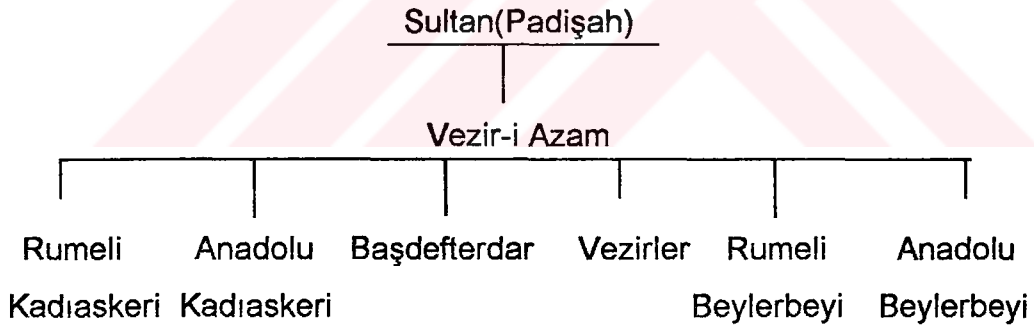 Sultan(Padişah)
Vezir-i Azam
Rumeli Anadolu Başdefterdar Vezirler Rumeli Anadolu
Kadıaskeri Kadıaskeri Beylerbeyi Beylerbeyi